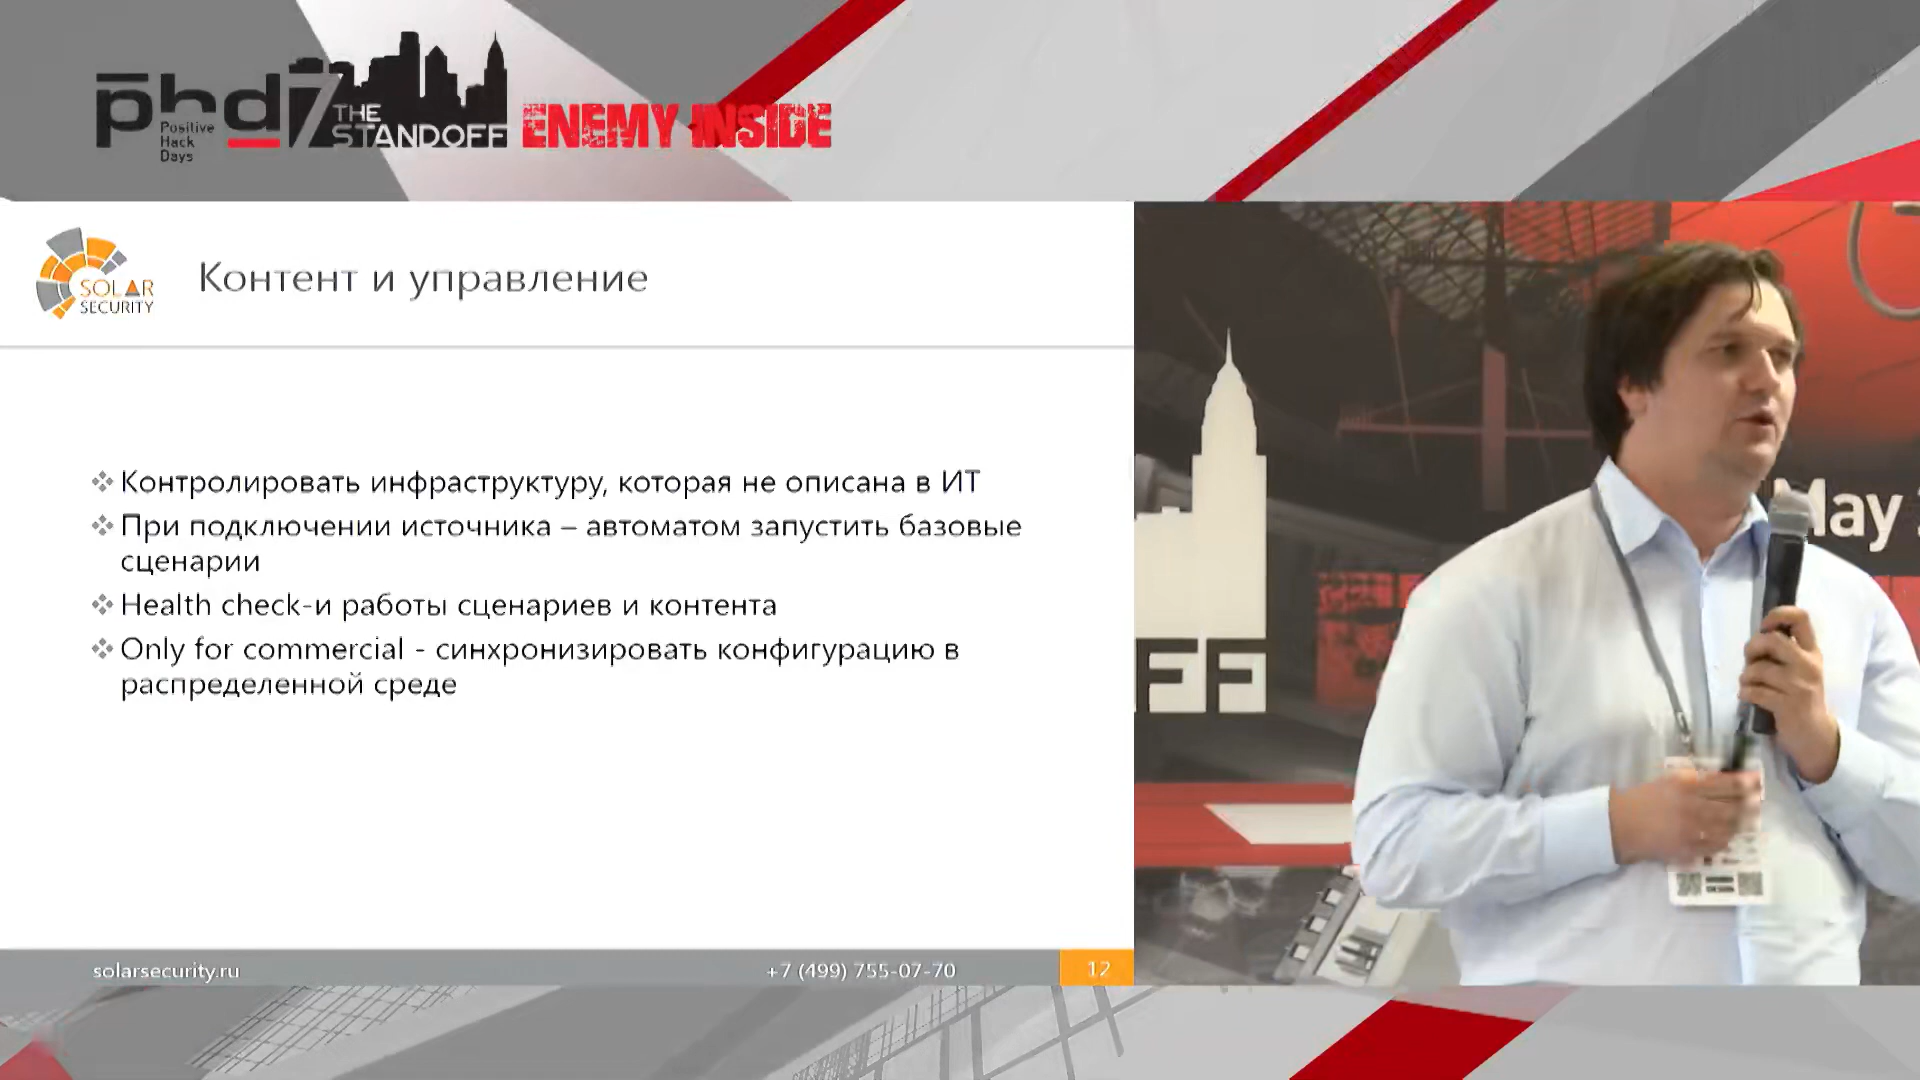 phd7
Positive
Hack
Days
THE
STANDOFF
ENEMY INSIDE
SOLAR
SECURITY
Контент и управление
Контролировать инфраструктуру, которая не описана в ИТ
При подключении источника – автоматом запустить базовые
сценарии
Health check-и работы сценариев и контента
Only for commercial - синхронизировать конфигурацию в
распределенной среде
solarsecurity.ru
+7 (499) 755-07-70
12
May
FF